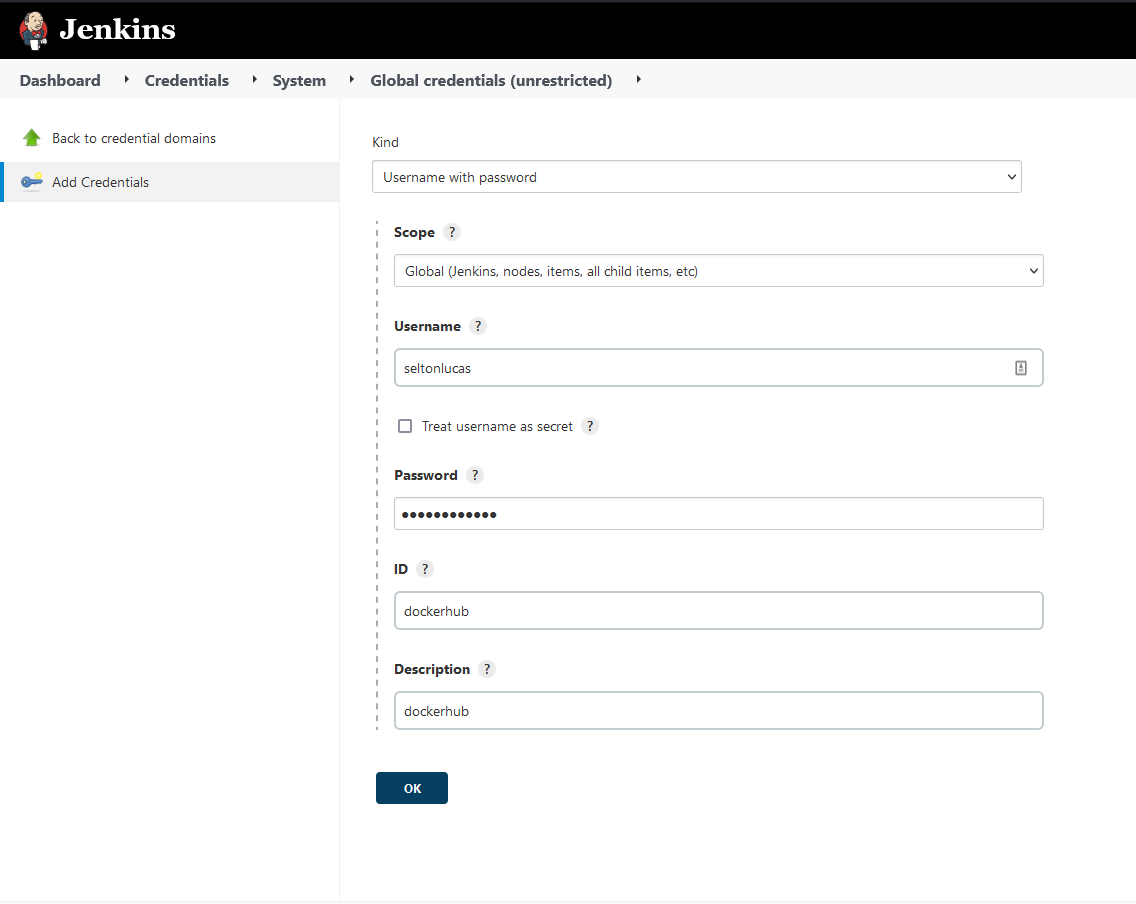 Jenkins
Dashboard Credentials System Global credentials (unrestricted)
Back to credential domains
Add Credentials
Kind
Username with password
Scope ?
Global (Jenkins, nodes, items, all child items, etc)
Username ?
seltonlucas
Treat username as secret ?
Password ?
••••••••••••
ID ?
dockerhub
Description ?
dockerhub
OK